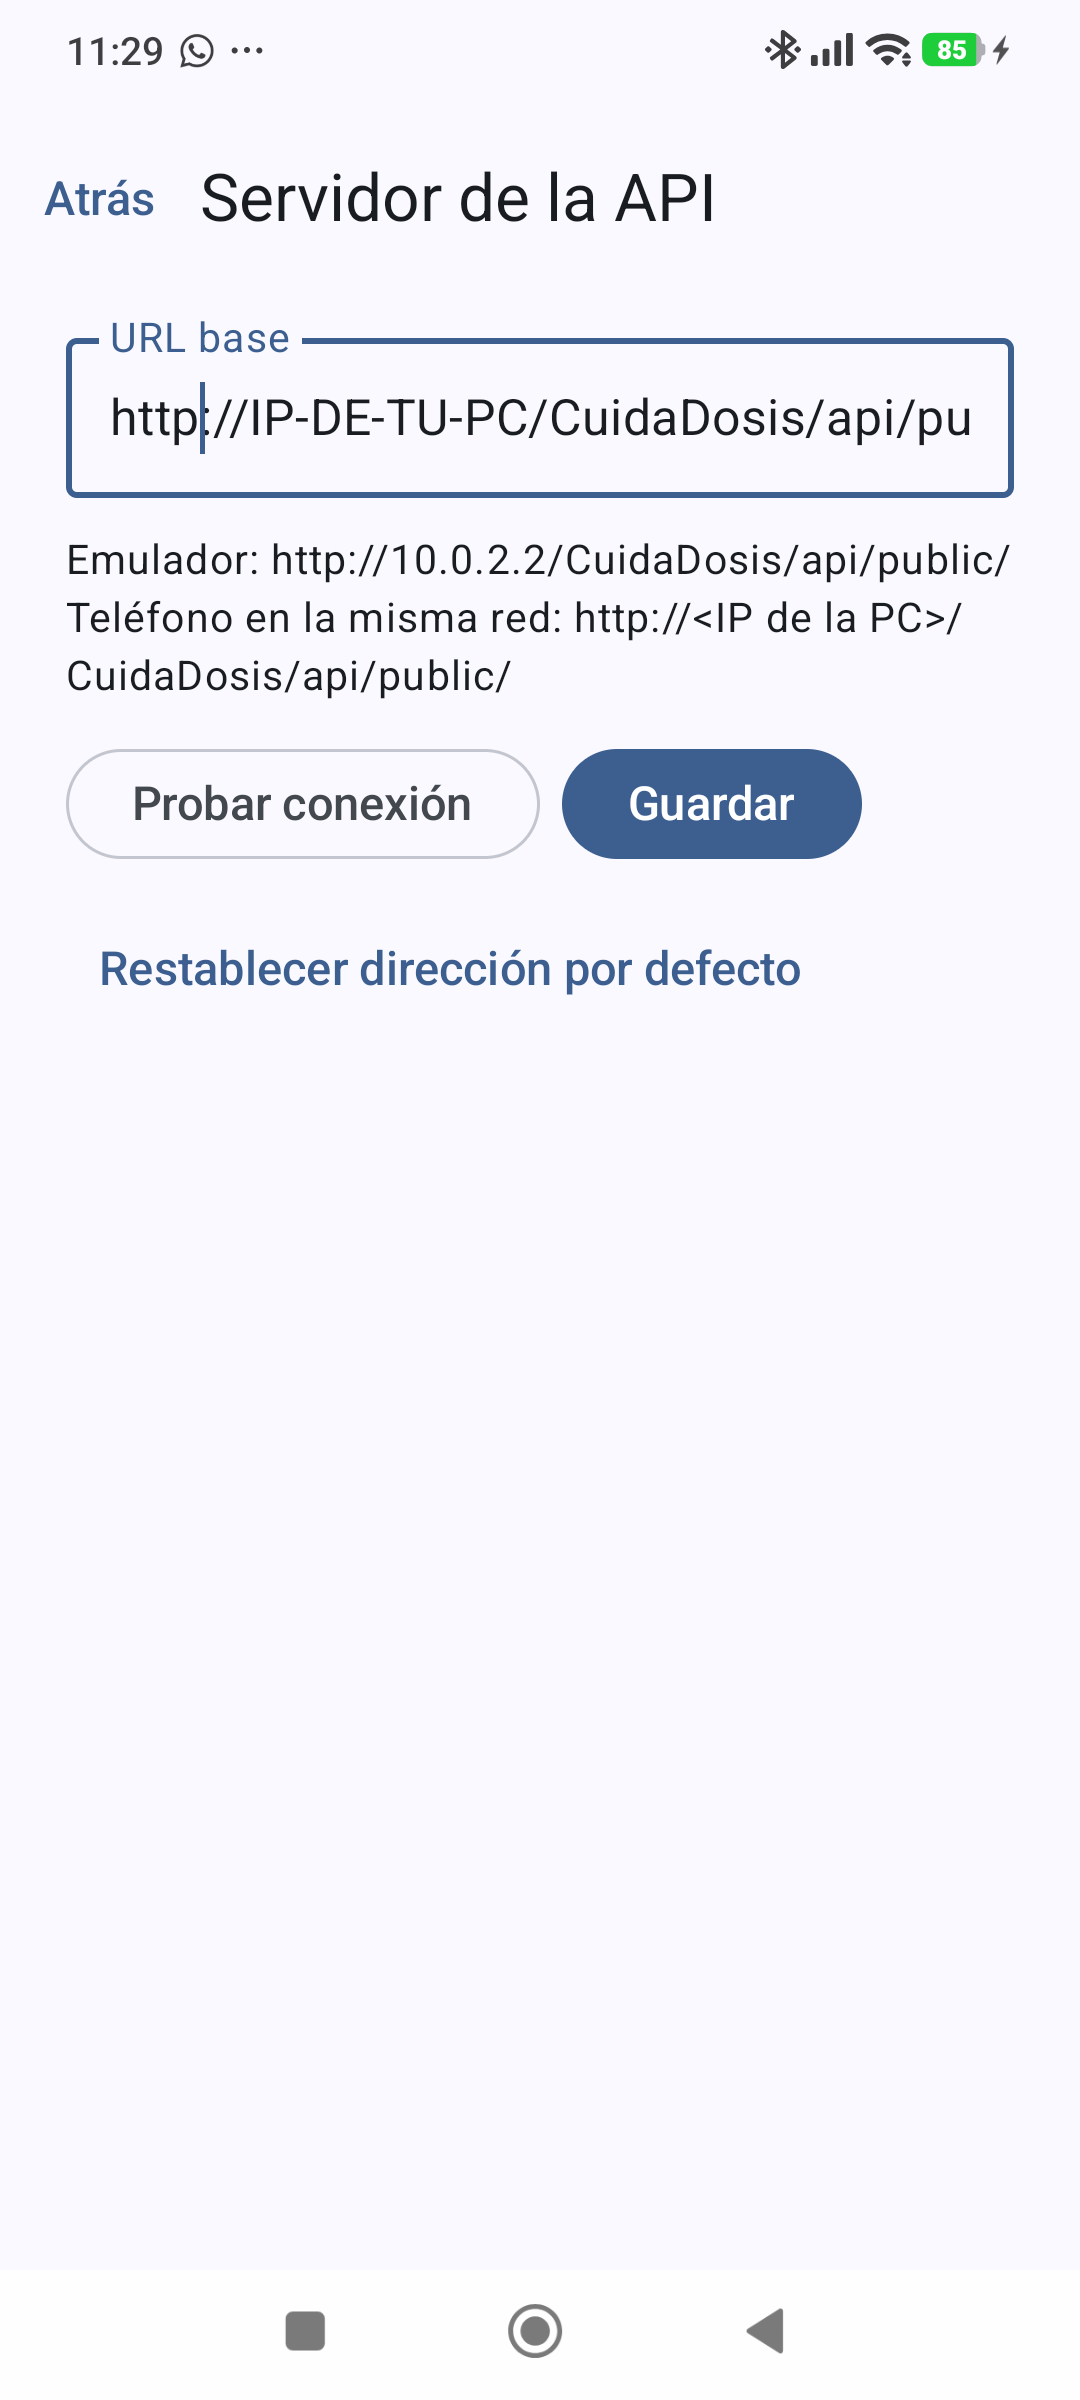 11:29
85
Atrás Servidor de la API
URL base
http://IP-DE-TU-PC/CuidaDosis/api/pu
Emulador: http://10.0.2.2/CuidaDosis/api/public/
Teléfono en la misma red: http://<IP de la PC>/
CuidaDosis/api/public/
Probar conexión Guardar
Restablecer dirección por defecto